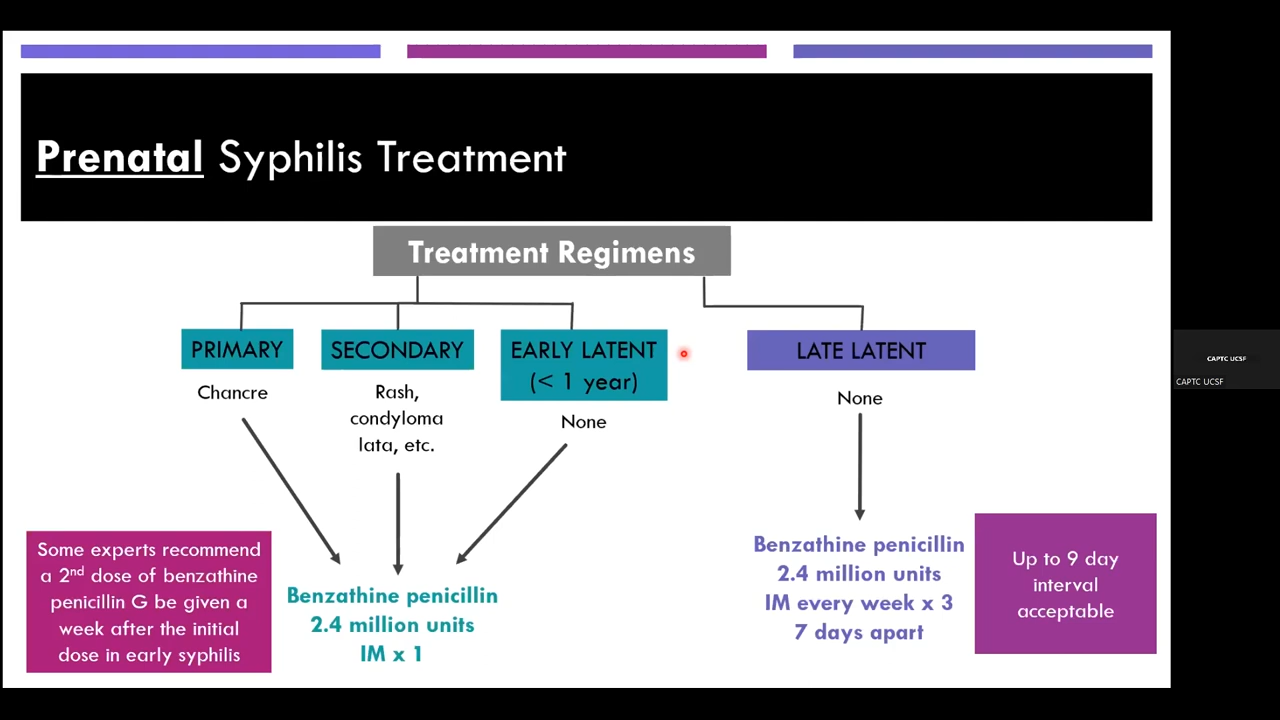 Prenatal Syphilis Treatment
Treatment Regimens
PRIMARY
Chancre
SECONDARY
Rash,
condyloma
lata, etc.
EARLY LATENT
(< 1 year)
None
LATE LATENT
None
Some experts recommend
a 2nd dose of benzathine
penicillin G be given a
week after the initial
dose in early syphilis
Benzathine penicillin
2.4 million units
IM x 1
Benzathine penicillin
2.4 million units
IM every week x 3
7 days apart
Up to 9 day
interval
acceptable
CAPTC UCSF
CAPTC UCSF